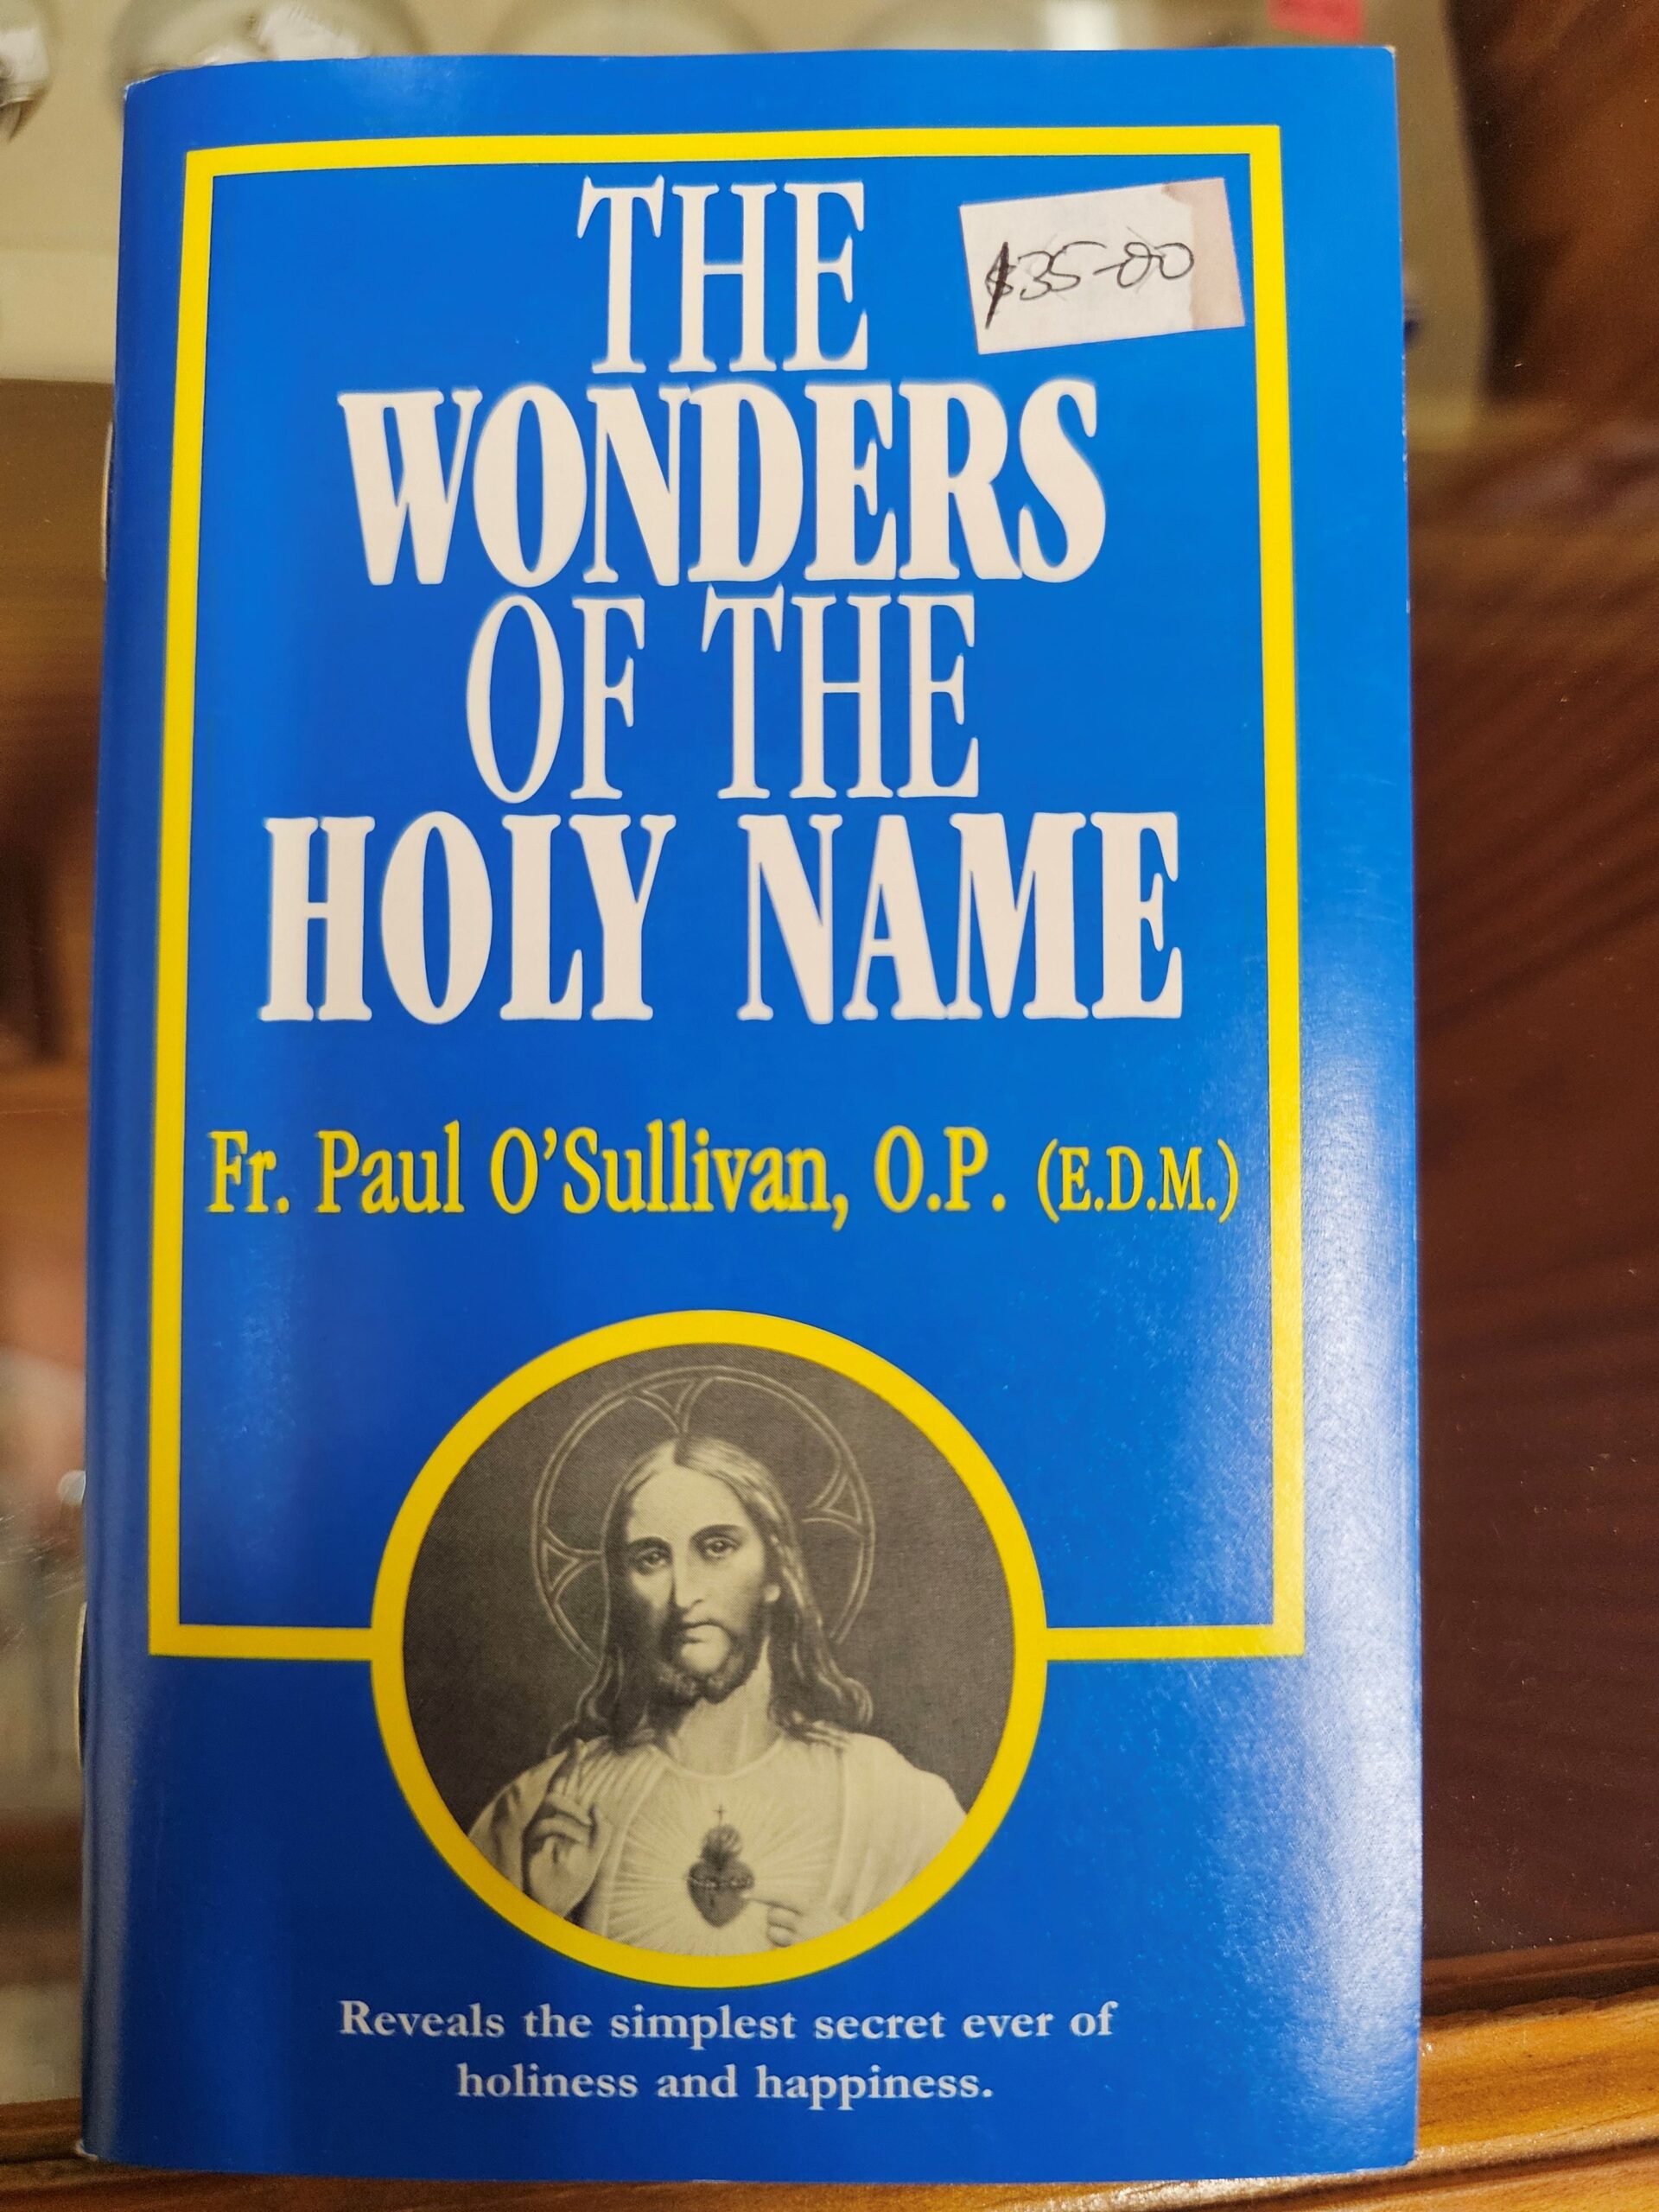 THE
$35-00
WONDERS
OF THE
HOLY NAME
Fr. Paul O'Sullivan, O.P. (E.D.M.)
Reveals the simplest secret ever of
holiness and happiness.